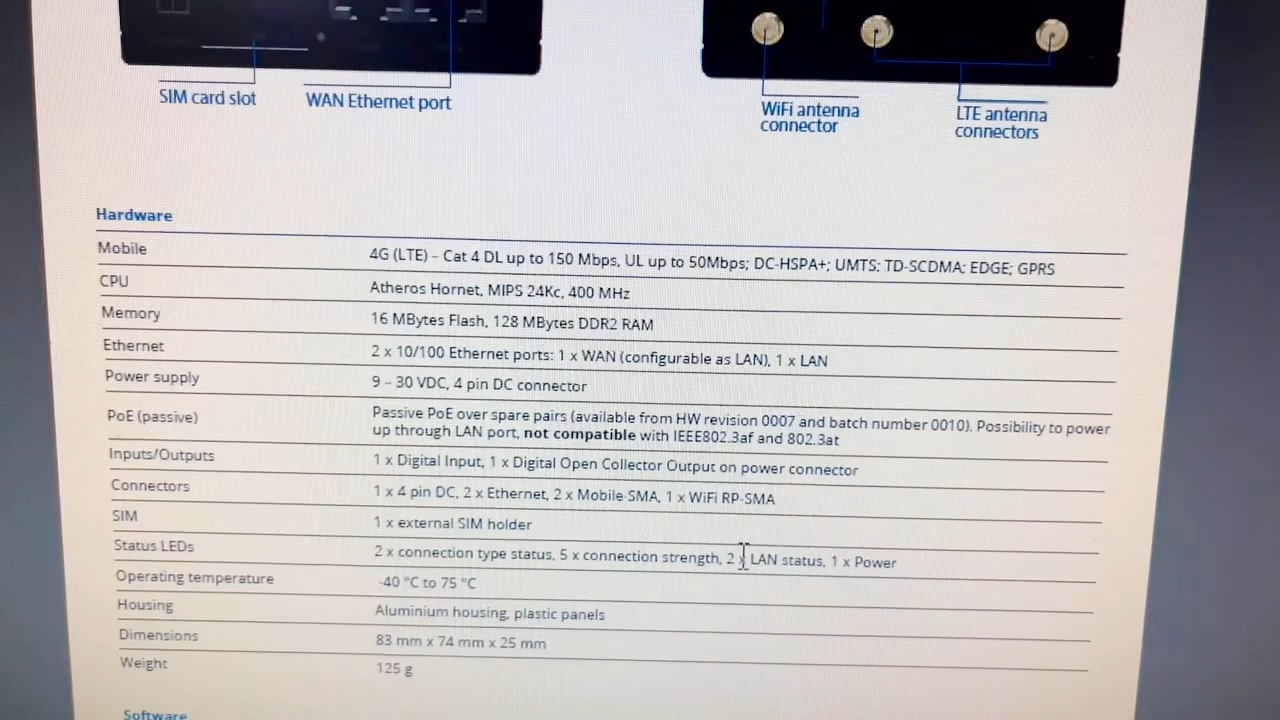 SIM card slot
WAN Ethernet port
WiFi antenna
connector
LTE antenna
connectors
Hardware
Mobile 4G (LTE) – Cat 4 DL up to 150 Mbps, UL up to 50Mbps; DC-HSPA+; UMTS; TD-SCDMA; EDGE; GPRS
CPU Atheros Hornet, MIPS 24Kc, 400 MHz
Memory 16 MBytes Flash, 128 MBytes DDR2 RAM
Ethernet 2 x 10/100 Ethernet ports: 1 x WAN (configurable as LAN), 1 x LAN
Power supply 9 – 30 VDC, 4 pin DC connector
PoE (passive) Passive PoE over spare pairs (available from HW revision 0007 and batch number 0010). Possibility to power
up through LAN port, not compatible with IEEE802.3af and 802.3at
Inputs/Outputs 1 x Digital Input, 1 x Digital Open Collector Output on power connector
Connectors 1 x 4 pin DC, 2 x Ethernet, 2 x Mobile SMA, 1 x WiFi RP-SMA
SIM 1 x external SIM holder
Status LEDs 2 x connection type status, 5 x connection strength, 2 x LAN status, 1 x Power
Operating temperature -40 °C to 75 °C
Housing Aluminium housing, plastic panels
Dimensions 83 mm x 74 mm x 25 mm
Weight 125 g
Software